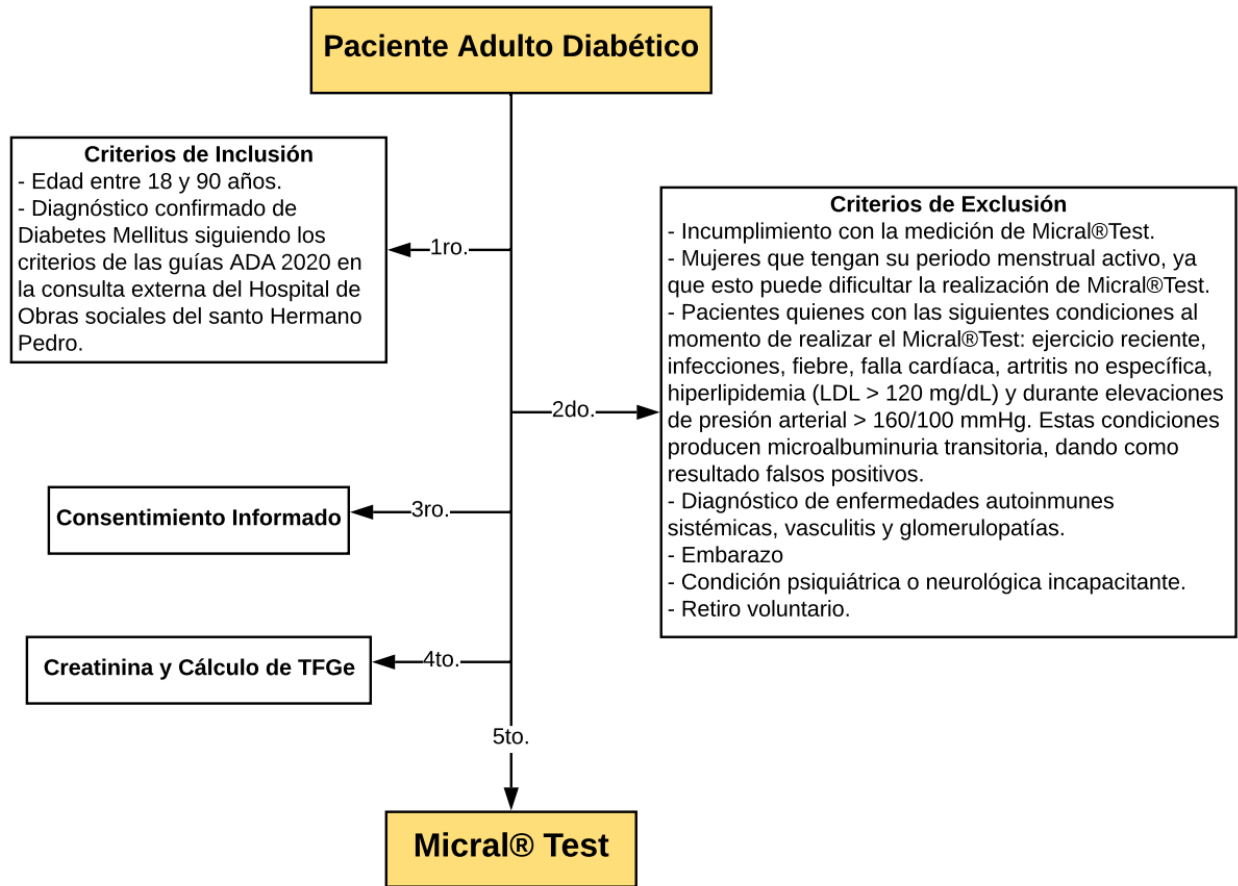 Paciente Adulto Diabético
Criterios de Inclusión
- Edad entre 18 y 90 años.
- Diagnóstico confirmado de
Diabetes Mellitus siguiendo los
criterios de las guías ADA 2020 en
la consulta externa del Hospital de
Obras sociales del santo Hermano
Pedro.
1ro.
Criterios de Exclusión
- Incumplimiento con la medición de Micral®Test.
- Mujeres que tengan su periodo menstrual activo, ya
que esto puede dificultar la realización de Micral®Test.
- Pacientes quienes con las siguientes condiciones al
momento de realizar el Micral®Test: ejercicio reciente,
infecciones, fiebre, falla cardíaca, artritis no específica,
hiperlipidemia (LDL > 120 mg/dL) y durante elevaciones
de presión arterial > 160/100 mmHg. Estas condiciones
producen microalbuminuria transitoria, dando como
resultado falsos positivos.
- Diagnóstico de enfermedades autoinmunes
sistémicas, vasculitis y glomerulopatías.
- Embarazo
- Condición psiquiátrica o neurológica incapacitante.
- Retiro voluntario.
2do.
Consentimiento Informado
3ro.
Creatinina y Cálculo de TFGe
4to.
5to.
Micral® Test